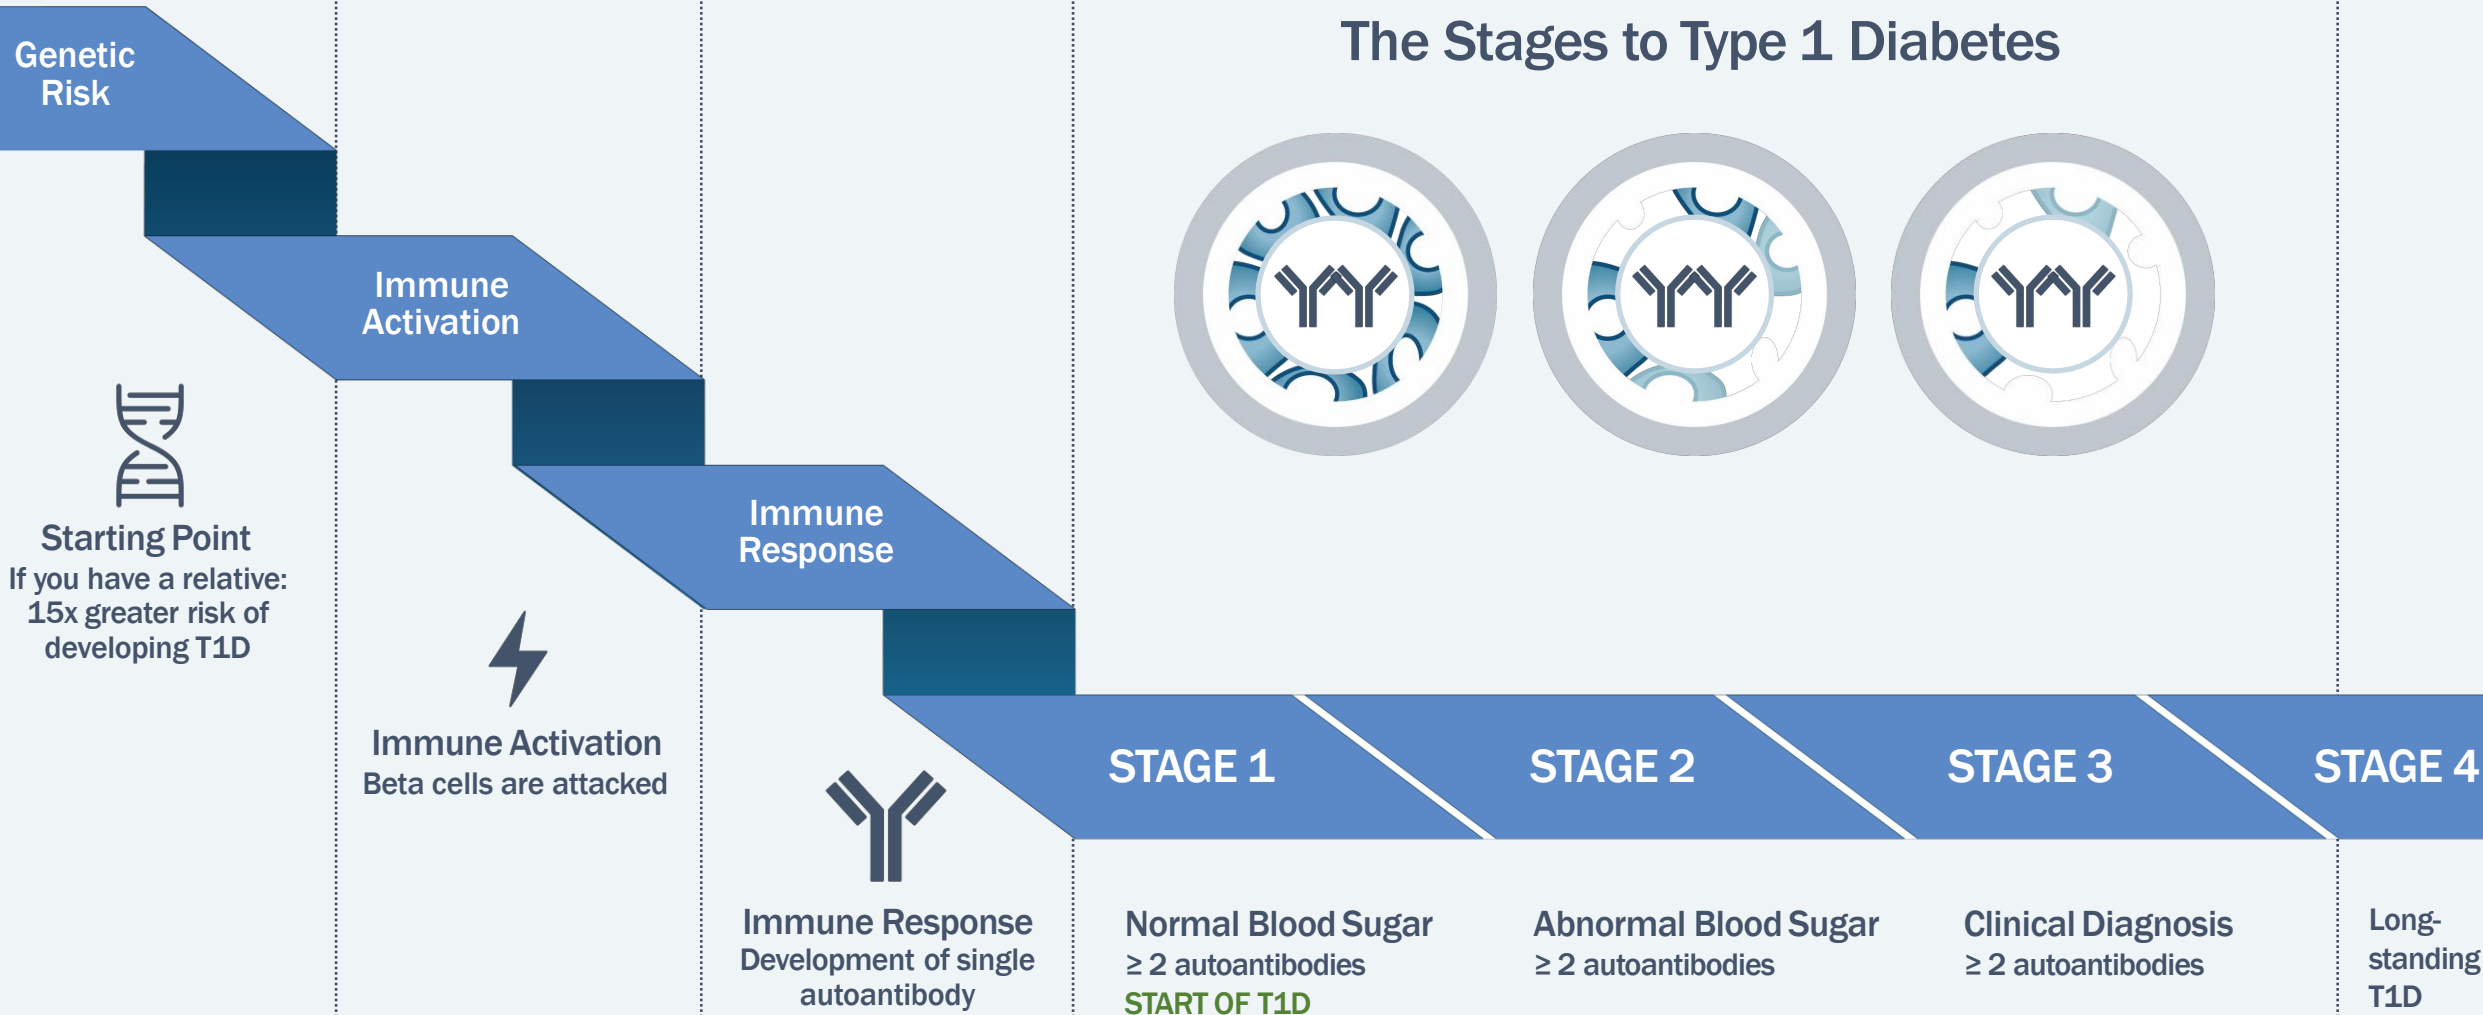 The Stages to Type 1 Diabetes
Genetic
Risk
Immune
Activation
Immune
Response
Starting Point
If you have a relative:
15x greater risk of
developing T1D
Immune Activation
Beta cells are attacked
Immune Response
Development of single
autoantibody
STAGE 1
STAGE 2
STAGE 3
STAGE 4
Normal Blood Sugar
≥ 2 autoantibodies
START OF T1D
Abnormal Blood Sugar
≥ 2 autoantibodies
Clinical Diagnosis
≥ 2 autoantibodies
Long-
standing
T1D